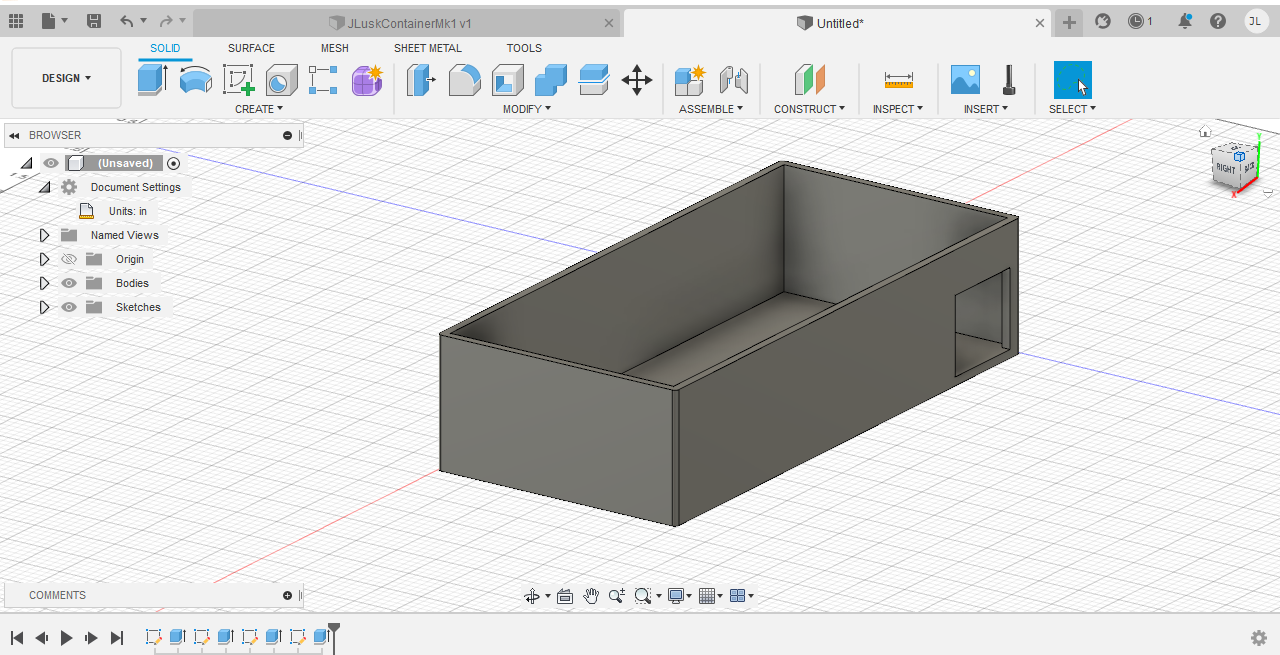 JLuskContainerMk1 v1
Untitled*
1
JL
SOLID
SURFACE
MESH
SHEET METAL
TOOLS
DESIGN
CREATE
MODIFY
ASSEMBLE
CONSTRUCT
INSPECT
INSERT
SELECT
BROWSER
(Unsaved)
Document Settings
Units: in
Named Views
Origin
Bodies
Sketches
Y
RIGHT
X
COMMENTS